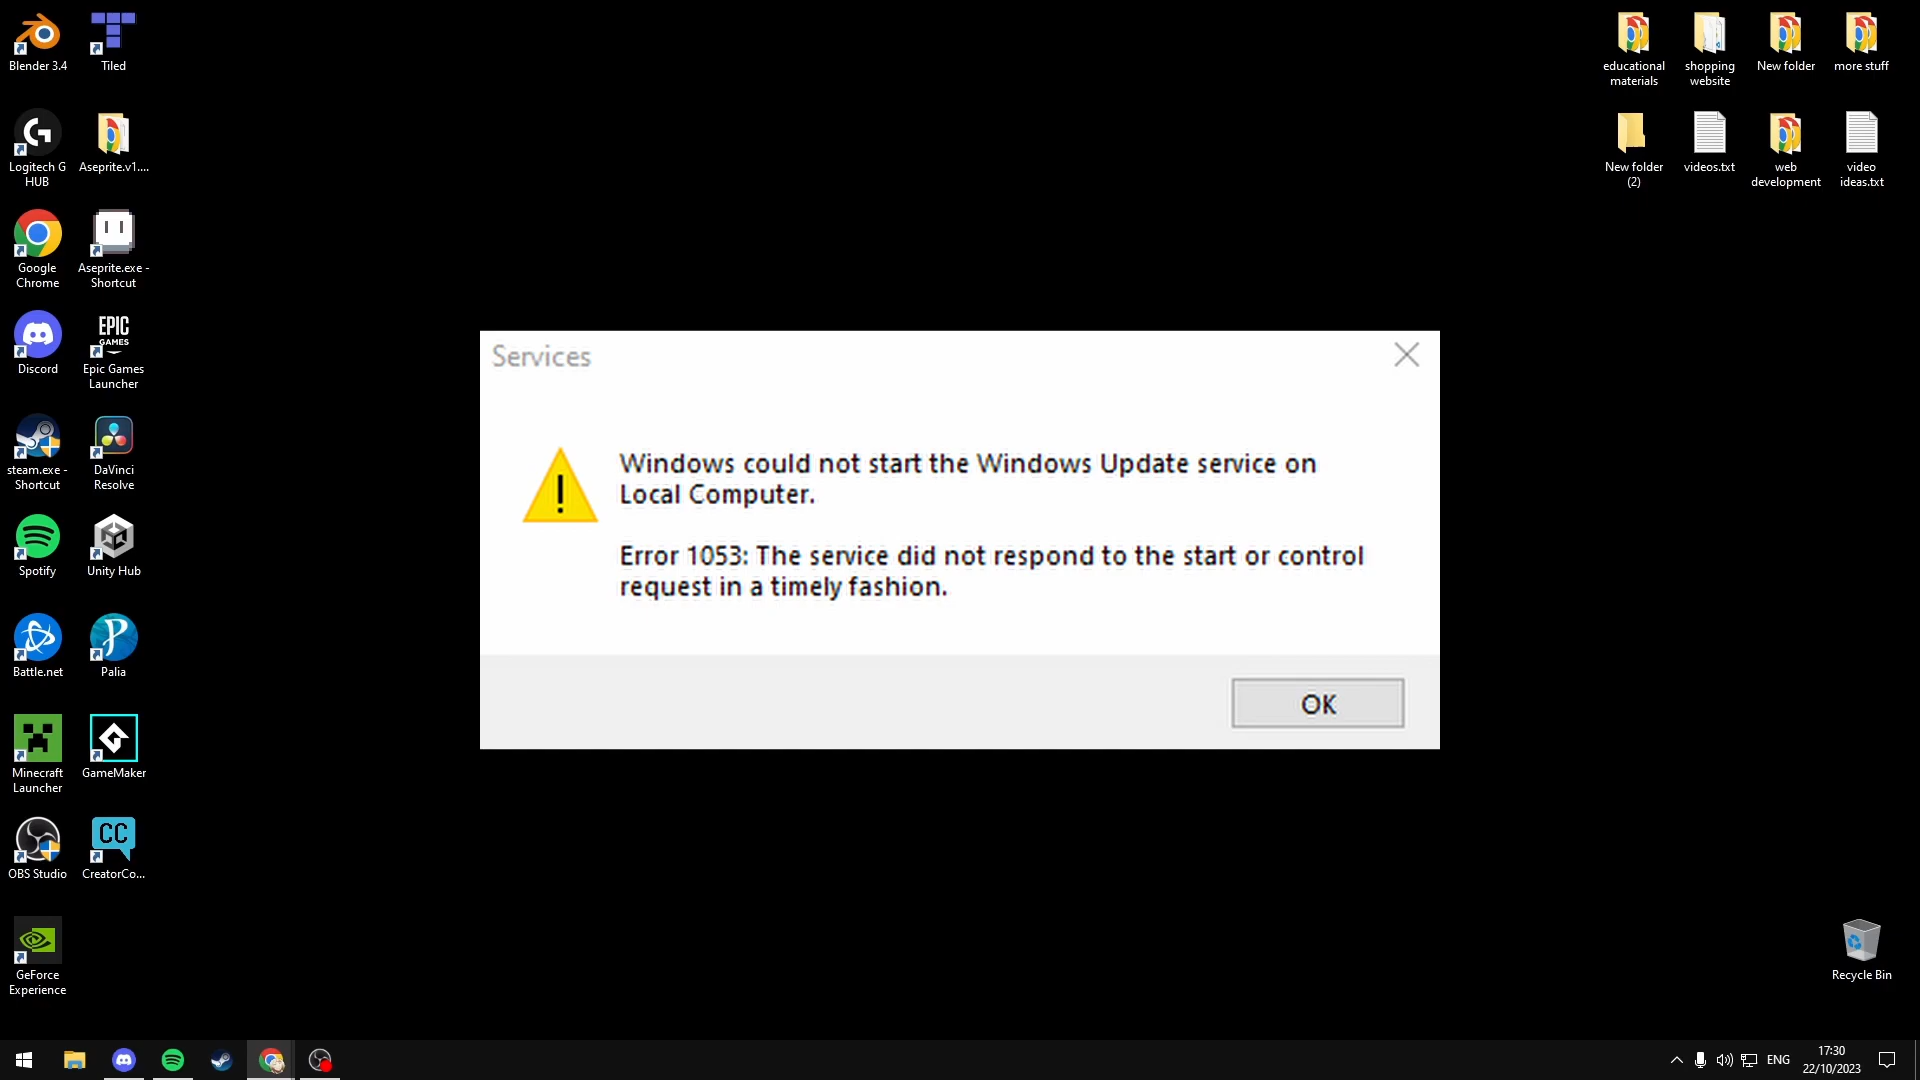 Blender 3.4
Tiled
Logitech G
HUB
Aseprite.v1....
Google
Chrome
Aseprite.exe -
Shortcut
Discord
EPIC
GAMES
Epic Games
Launcher
steam.exe -
Shortcut
DaVinci
Resolve
Spotify
Unity Hub
Battle.net
P
Palia
Minecraft
Launcher
GameMaker
OBS Studio
CC
CreatorCo...
GeForce
Experience
educational
materials
shopping
website
New folder
more stuff
New folder
(2)
videos.txt
web
development
video
ideas.txt
Services
Windows could not start the Windows Update service on
Local Computer.
Error 1053: The service did not respond to the start or control
request in a timely fashion.
OK
Recycle Bin
ENG
17:30
22/10/2023